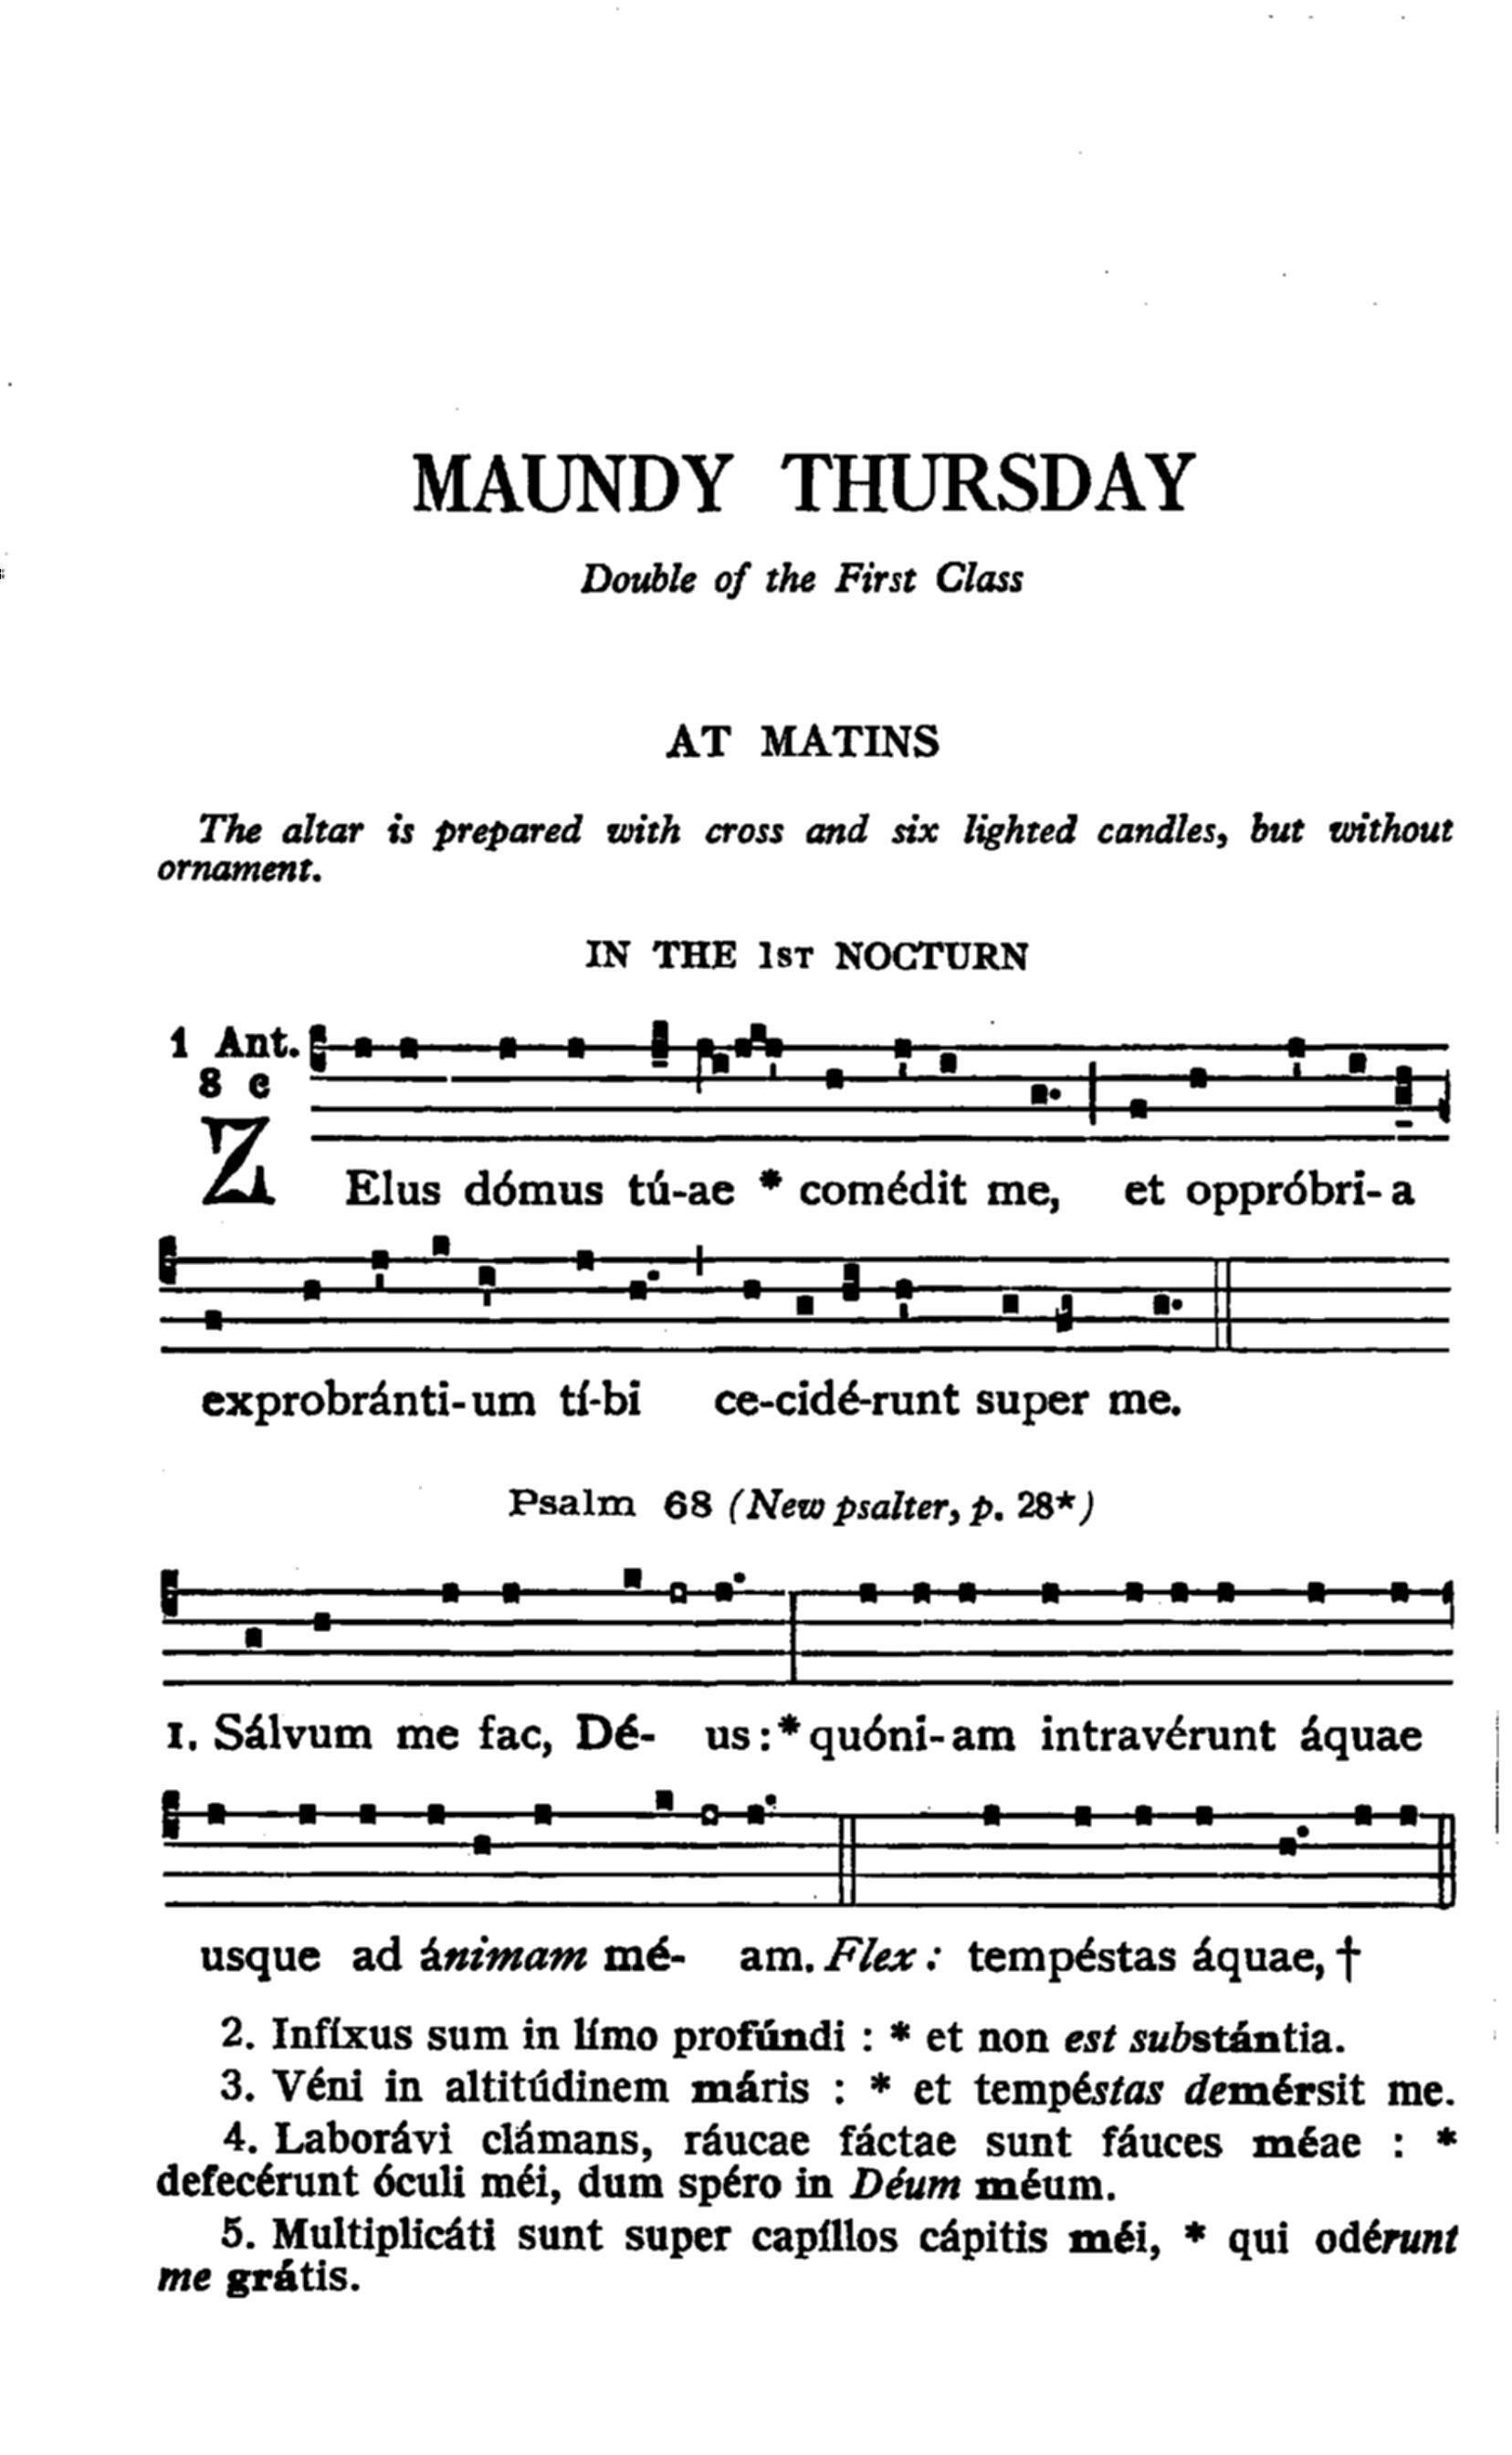 MAUNDY THURSDAY
Double of the First Class
AT MATINS
The altar is prepared with cross and six lighted candles, but without
ornament.
IN THE 1ST NOCTURN
1 Ant.
8 c
ZElus dómus tú-ae * comédit me, et oppróbri-a
exprobránti-um tí-bi ce-cidé-runt super me.
Psalm 68 (New psalter, p. 28*)
1. Sálvum me fac, Dé- us : * quóni-am intravérunt áquae
usque ad ánimam mé- am. Flex : tempéstas áquae, †
2. Infíxus sum in límo profúndi : * et non est substántia.
3. Véni in altitúdinem máris : * et tempéstas demérsit me.
4. Laborávi clámans, ráucae fáctae sunt fáuces méae : *
defecérunt óculi méi, dum spéro in Déum méum.
5. Multiplicáti sunt super capíllos cápitis méi, * qui odérunt
me grátis.